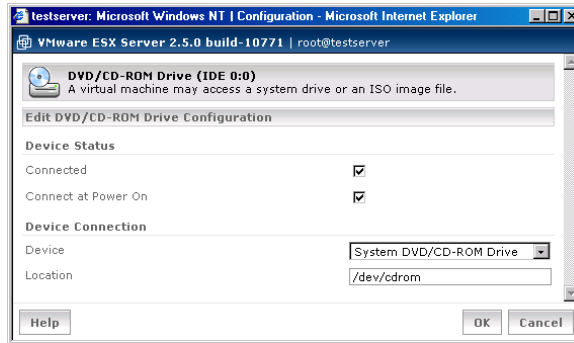 testserver: Microsoft Windows NT | Configuration - Microsoft Internet Explorer
VMware ESX Server 2.5.0 build-10771 | root@testserver
DVD/CD-ROM Drive (IDE 0:0)
A virtual machine may access a system drive or an ISO image file.
Edit DVD/CD-ROM Drive Configuration
Device Status
Connected
Connect at Power On
Device Connection
Device System DVD/CD-ROM Drive
Location /dev/cdrom
Help OK Cancel